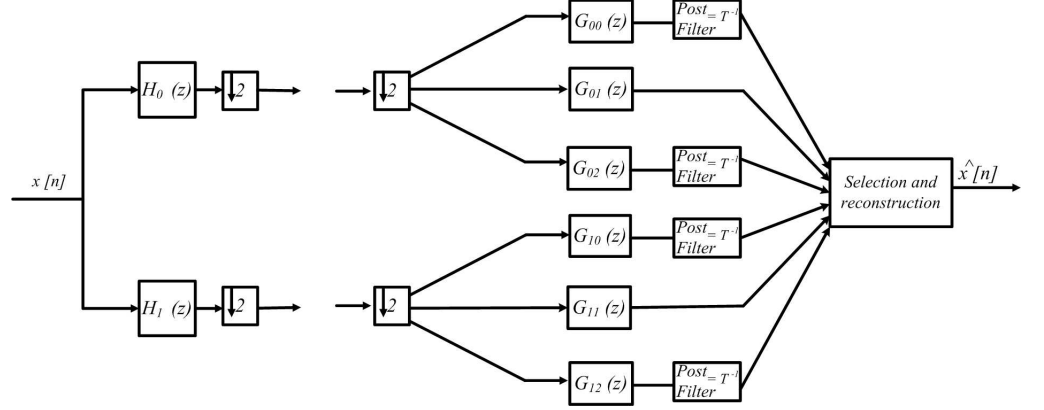 x [n]
H0 (z)
2
2
G00 (z)
Post
Filter = T -1
G01 (z)
G02 (z)
Post
Filter = T -1
Selection and
reconstruction
x̂ [n]
H1 (z)
2
2
G10 (z)
Post
Filter = T -1
G11 (z)
G12 (z)
Post
Filter = T -1